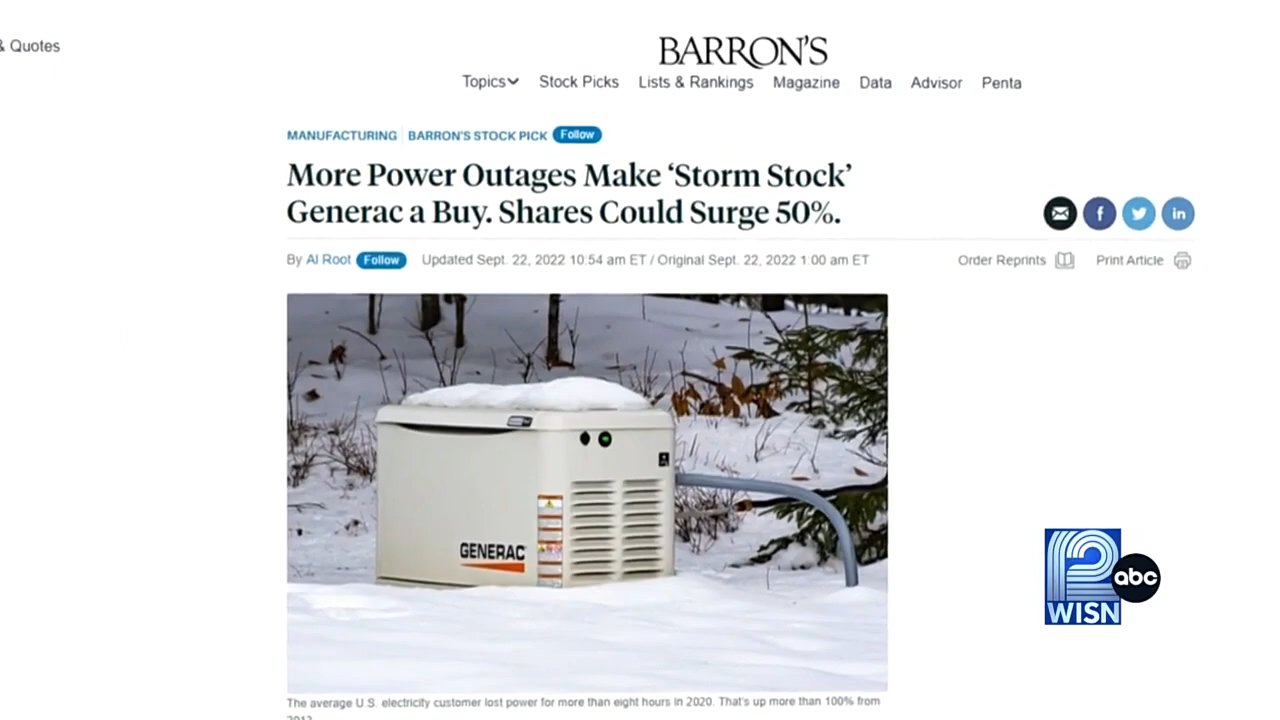 & Quotes
BARRON'S
Topics Stock Picks Lists & Rankings Magazine Data Advisor Penta
MANUFACTURING BARRON'S STOCK PICK Follow
More Power Outages Make ‘Storm Stock’
Generac a Buy. Shares Could Surge 50%.
f in
By Al Root Follow Updated Sept. 22, 2022 10:54 am ET / Original Sept. 22, 2022 1:00 am ET Order Reprints Print Article
GENERAC
12
abc
WISN
The average U.S. electricity customer lost power for more than eight hours in 2020. That's up more than 100% from